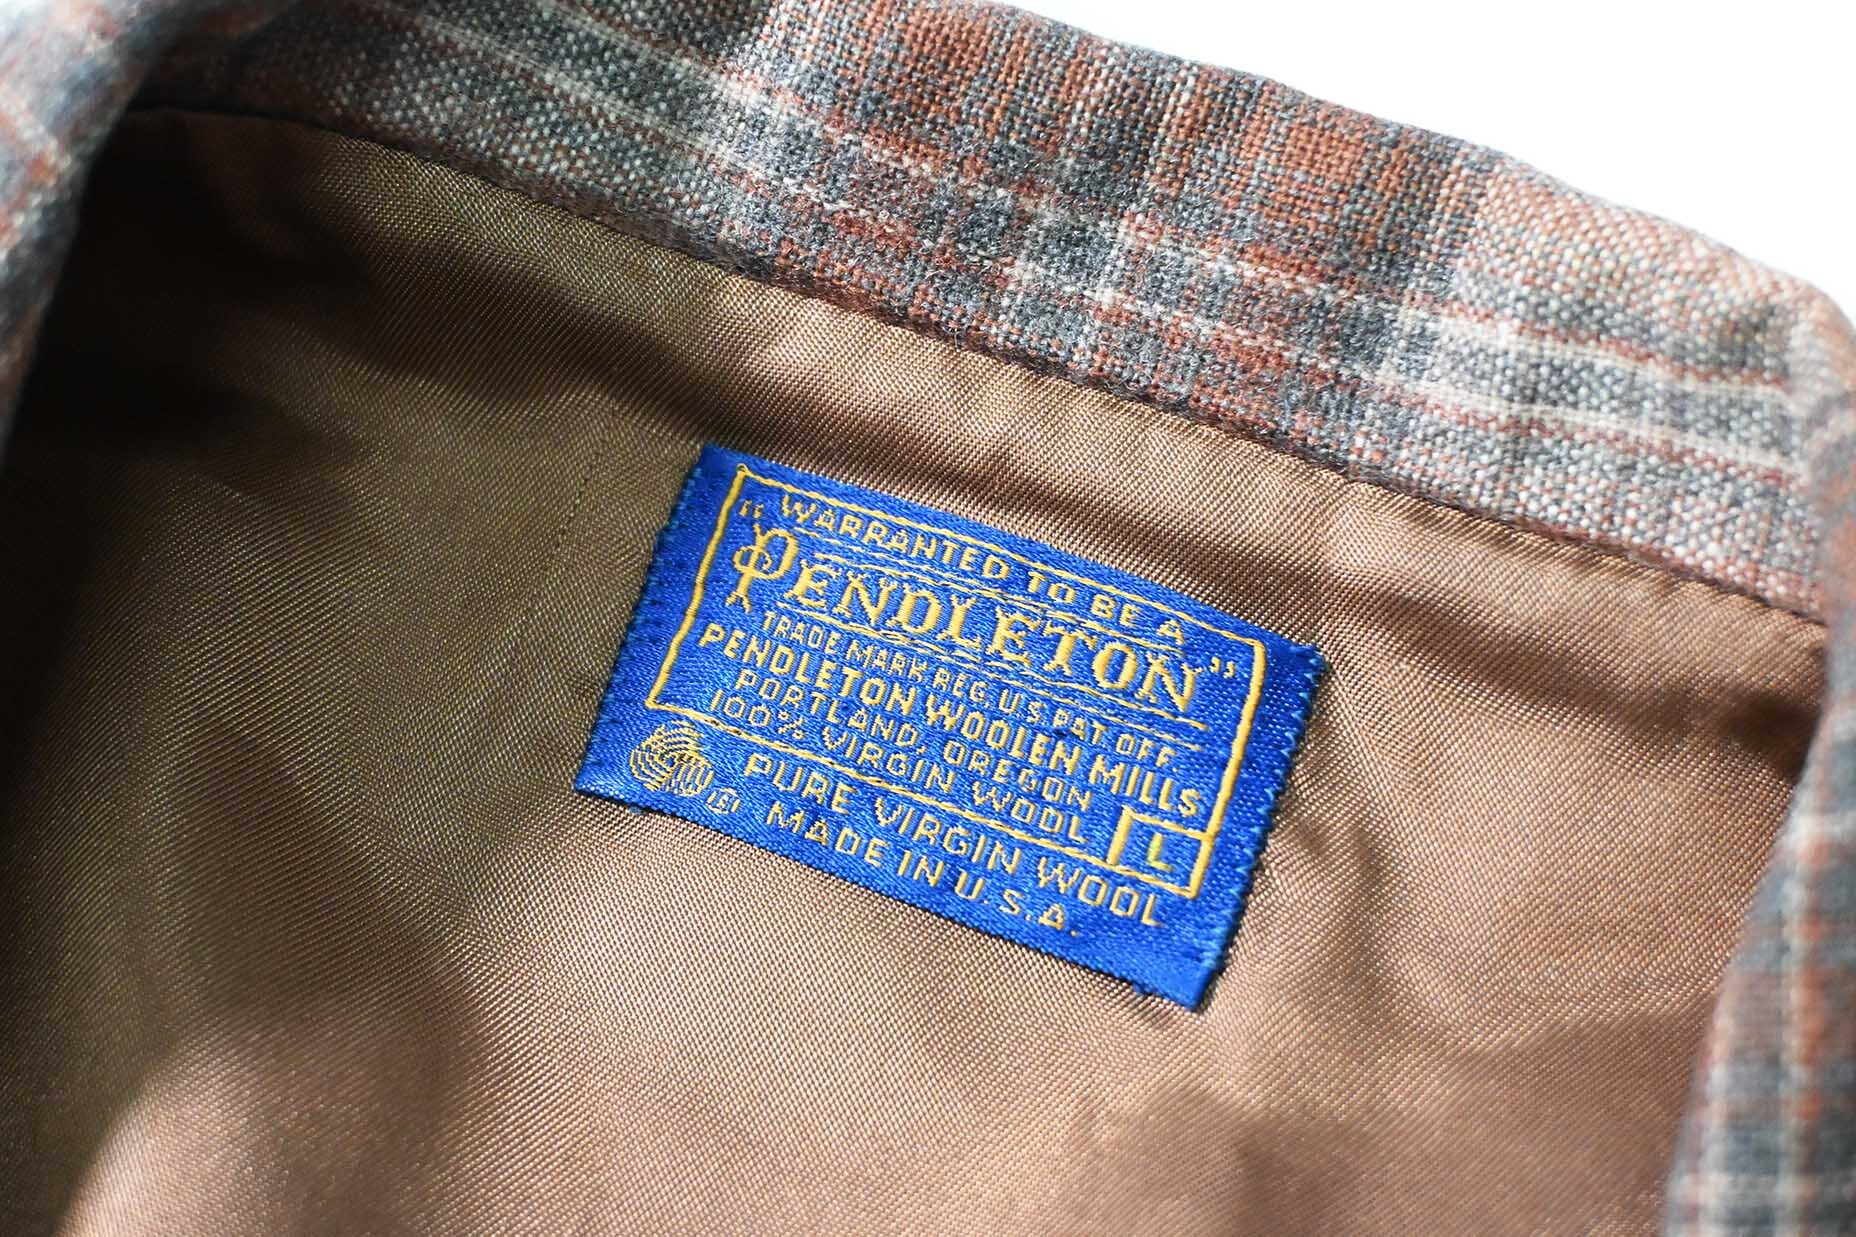 "WARRANTED TO BE A
PENDLETON"
TRADE MARK REG. U.S. PAT. OFF.
PENDLETON WOOLEN MILLS
PORTLAND, OREGON
100% VIRGIN WOOL
L
PURE VIRGIN WOOL
MADE IN U.S.A.